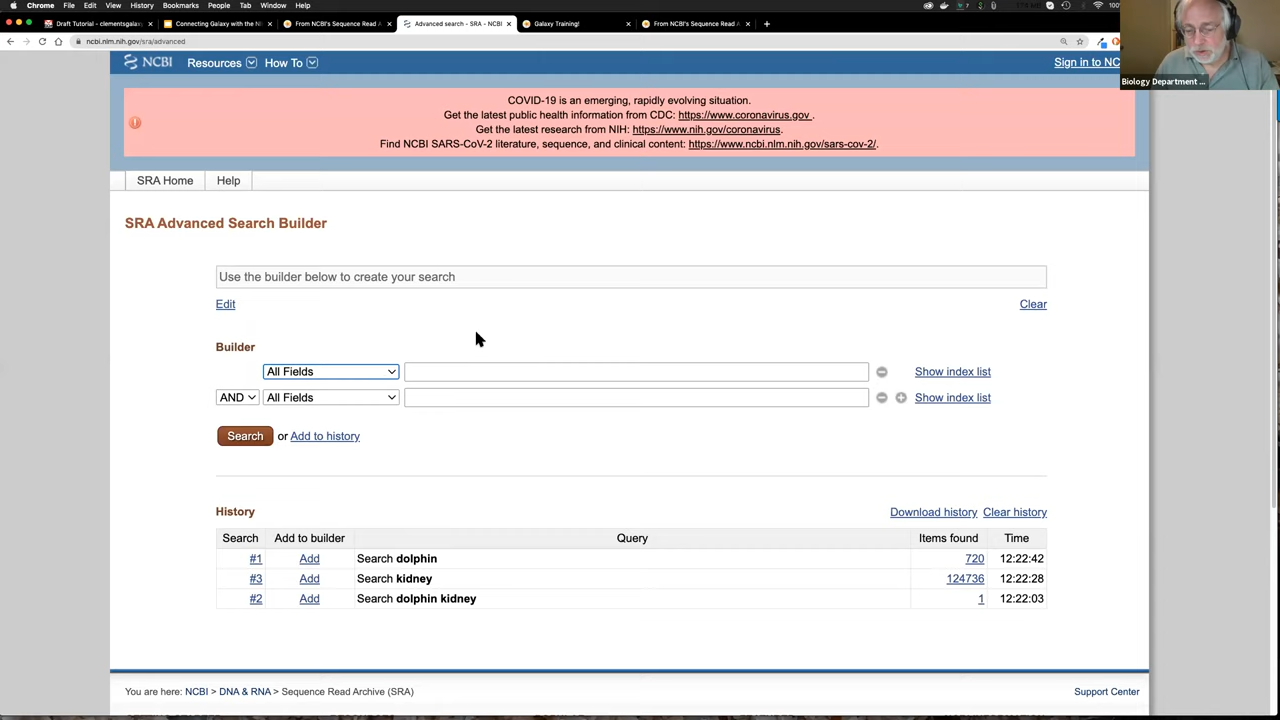 Chrome File Edit View History Bookmarks People Tab Window Help
Draft Tutorial - clementsgalax
Connecting Galaxy with the N
From NCBI's Sequence Read A
Advanced search - SRA - NCBI
Galaxy Training!
From NCBI's Sequence Read A
ncbi.nlm.nih.gov/sra/advanced
Biology Department ...
NCBI Resources How To Sign in to NC
COVID-19 is an emerging, rapidly evolving situation.
Get the latest public health information from CDC: https://www.coronavirus.gov .
Get the latest research from NIH: https://www.nih.gov/coronavirus.
Find NCBI SARS-CoV-2 literature, sequence, and clinical content: https://www.ncbi.nlm.nih.gov/sars-cov-2/.
SRA Home Help
SRA Advanced Search Builder
Use the builder below to create your search
Edit Clear
Builder
All Fields Show index list
AND All Fields Show index list
Search or Add to history
History Download history Clear history
Search Add to builder Query Items found Time
#1 Add Search dolphin 720 12:22:42
#3 Add Search kidney 124736 12:22:28
#2 Add Search dolphin kidney 1 12:22:03
You are here: NCBI > DNA & RNA > Sequence Read Archive (SRA) Support Center